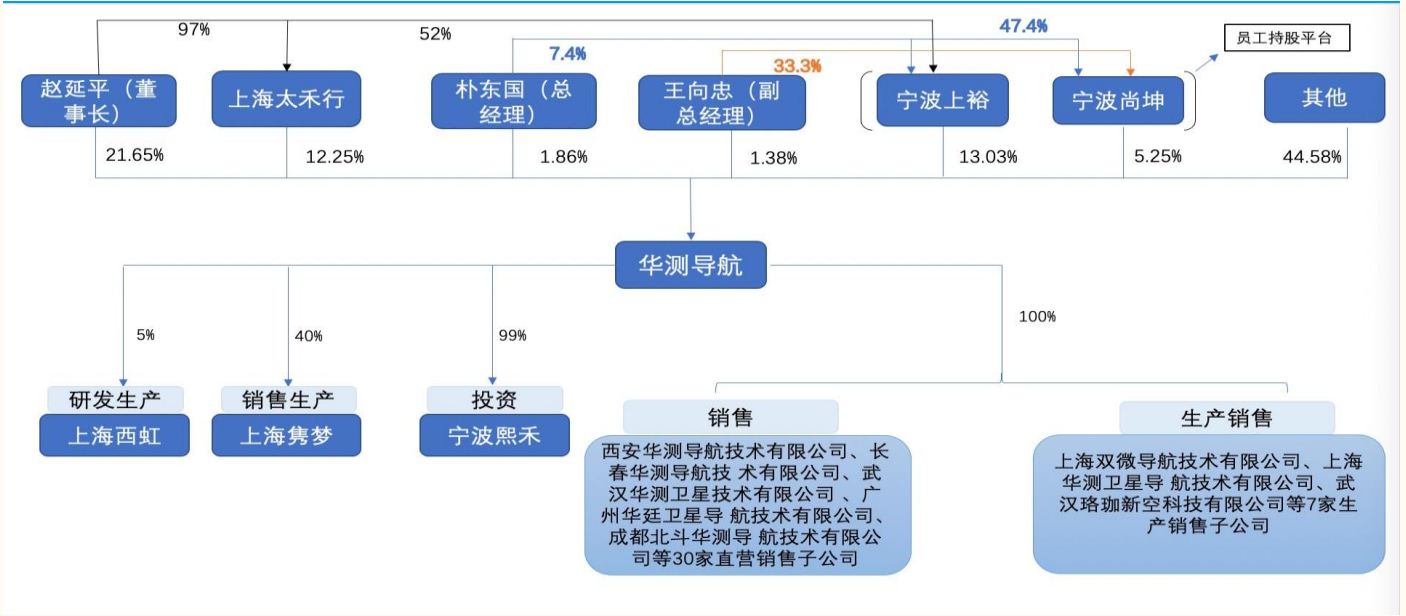 97%
52%
7.4%
47.4%
33.3%
员工持股平台
赵延平（董
事长）
上海太禾行
朴东国（总
经理）
王向忠（副
总经理）
宁波上裕
宁波尚坤
其他
21.65%
12.25%
1.86%
1.38%
13.03%
5.25%
44.58%
华测导航
5%
40%
99%
100%
研发生产
上海西虹
销售生产
上海隽梦
投资
宁波熙禾
销售
西安华测导航技术有限公司、长
春华测导航技 术有限公司、武
汉华测卫星技术有限公司 、广
州华廷卫星导 航技术有限公司、
成都北斗华测导 航技术有限公
司等30家直营销售子公司
生产销售
上海双微导航技术有限公司、上海
华测卫星导 航技术有限公司、武
汉珞珈新空科技有限公司等7家生
产销售子公司